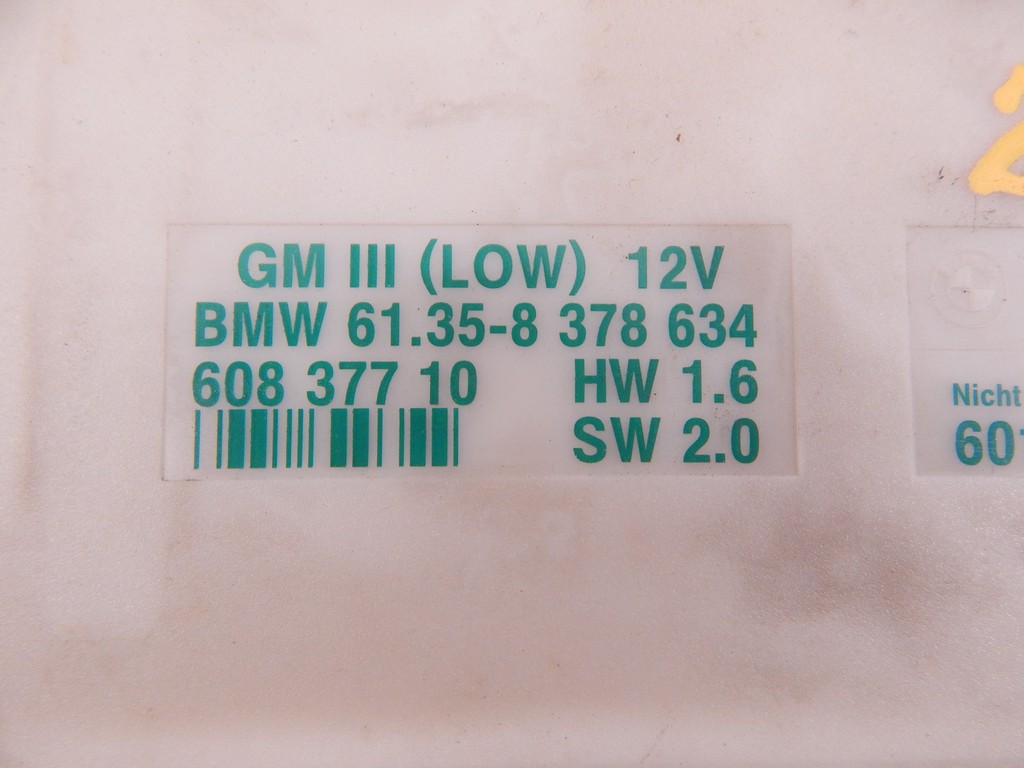 GM III (LOW) 12V
BMW 61.35-8 378 634
608 377 10 HW 1.6
SW 2.0
Nicht
601